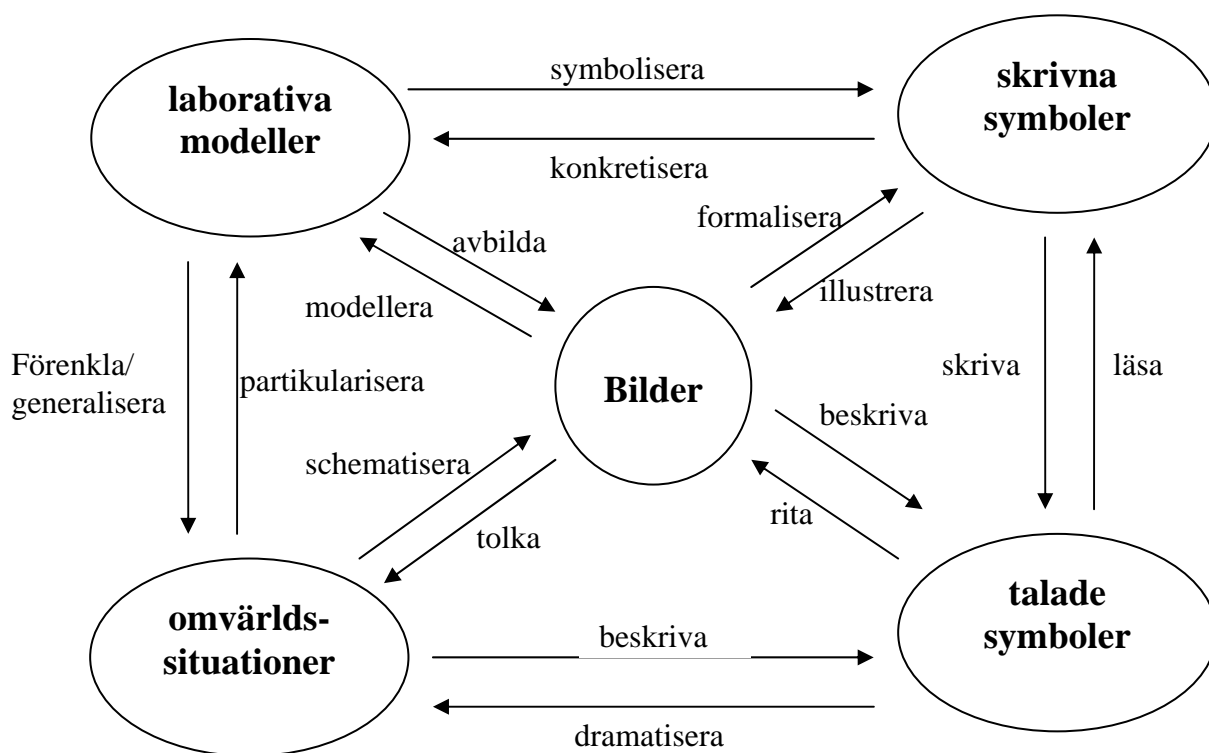 symbolisera
skrivna
symboler
laborativa
modeller
konkretisera
formalisera
avbilda
illustrera
modellera
Förenkla/
generalisera
partikularisera
Bilder
skriva
läsa
beskriva
schematisera
rita
tolka
talade
symboler
omvärlds-
situationer
beskriva
dramatisera